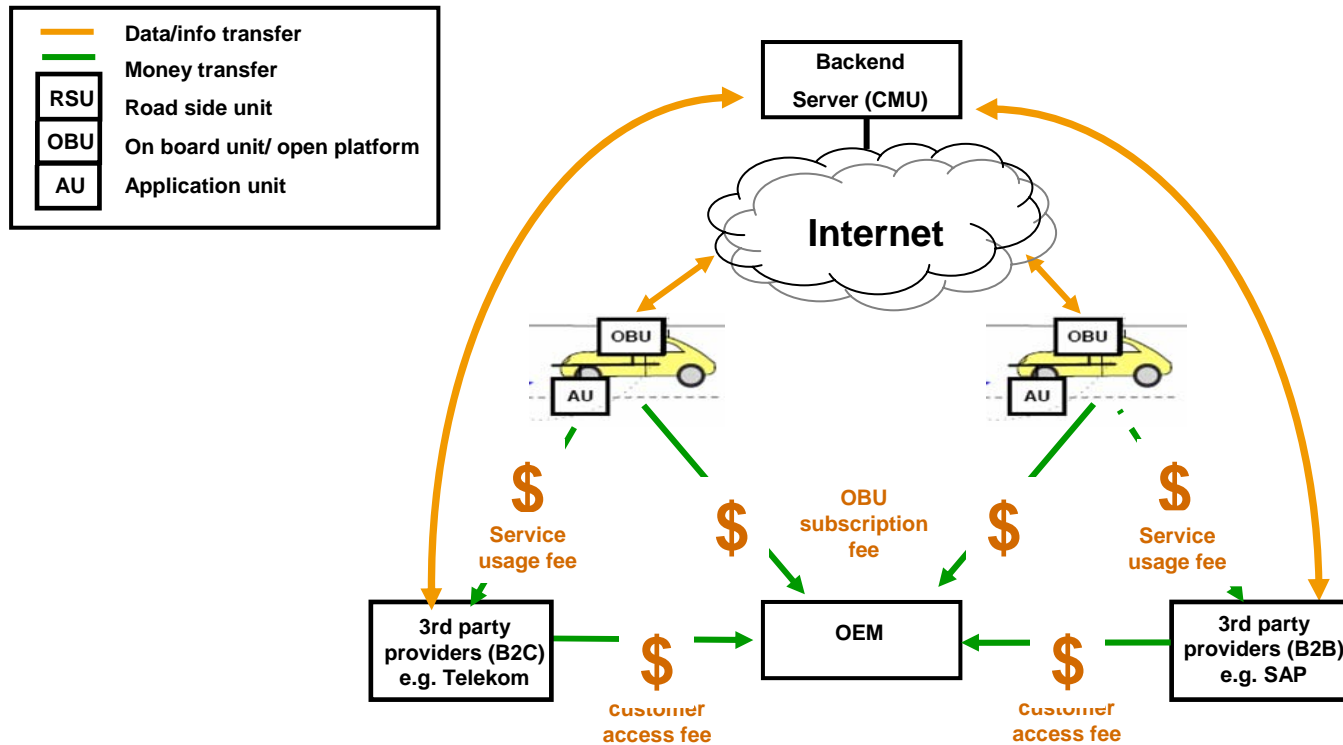 Data/info transfer
Money transfer
RSU
Road side unit
OBU
On board unit/ open platform
AU
Application unit
Backend
Server (CMU)
Internet
OBU
AU
OBU
AU
$
Service
usage fee
$
OBU
subscription
fee
$
$
Service
usage fee
3rd party
providers (B2C)
e.g. Telekom
$
customer
access fee
OEM
$
customer
access fee
3rd party
providers (B2B)
e.g. SAP